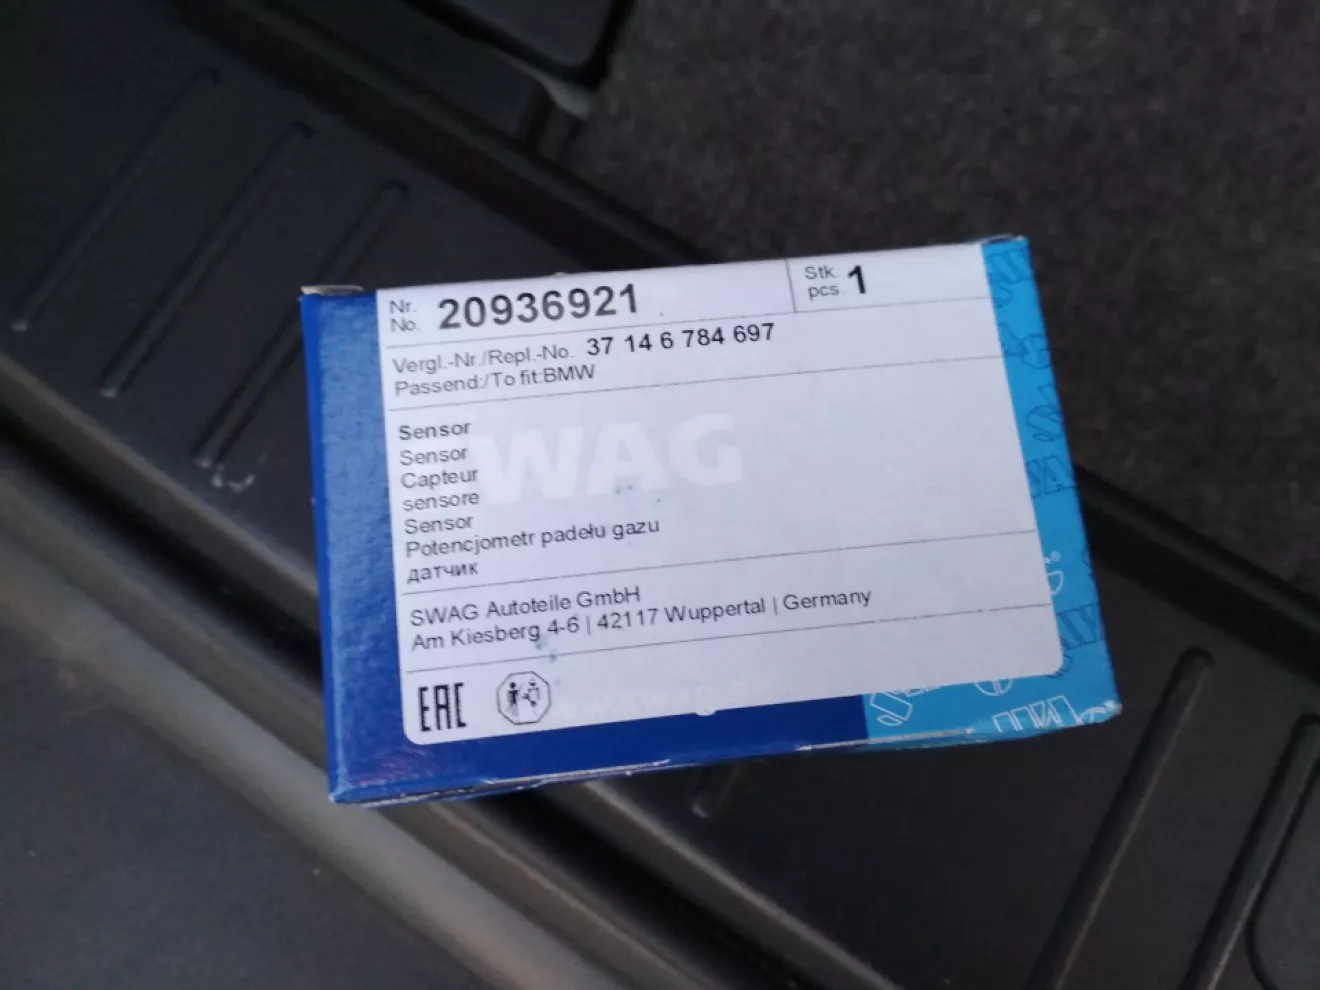 Nr.
No. 20936921
Stk.
pcs. 1
Vergl.-Nr./Repl.-No. 37 14 6 784 697
Passend:/To fit:BMW
SWAG
Sensor
Sensor
Capteur
sensore
Sensor
Potencjometr padełu gazu
датчик
SWAG Autoteile GmbH
Am Kiesberg 4-6 | 42117 Wuppertal | Germany
EAC